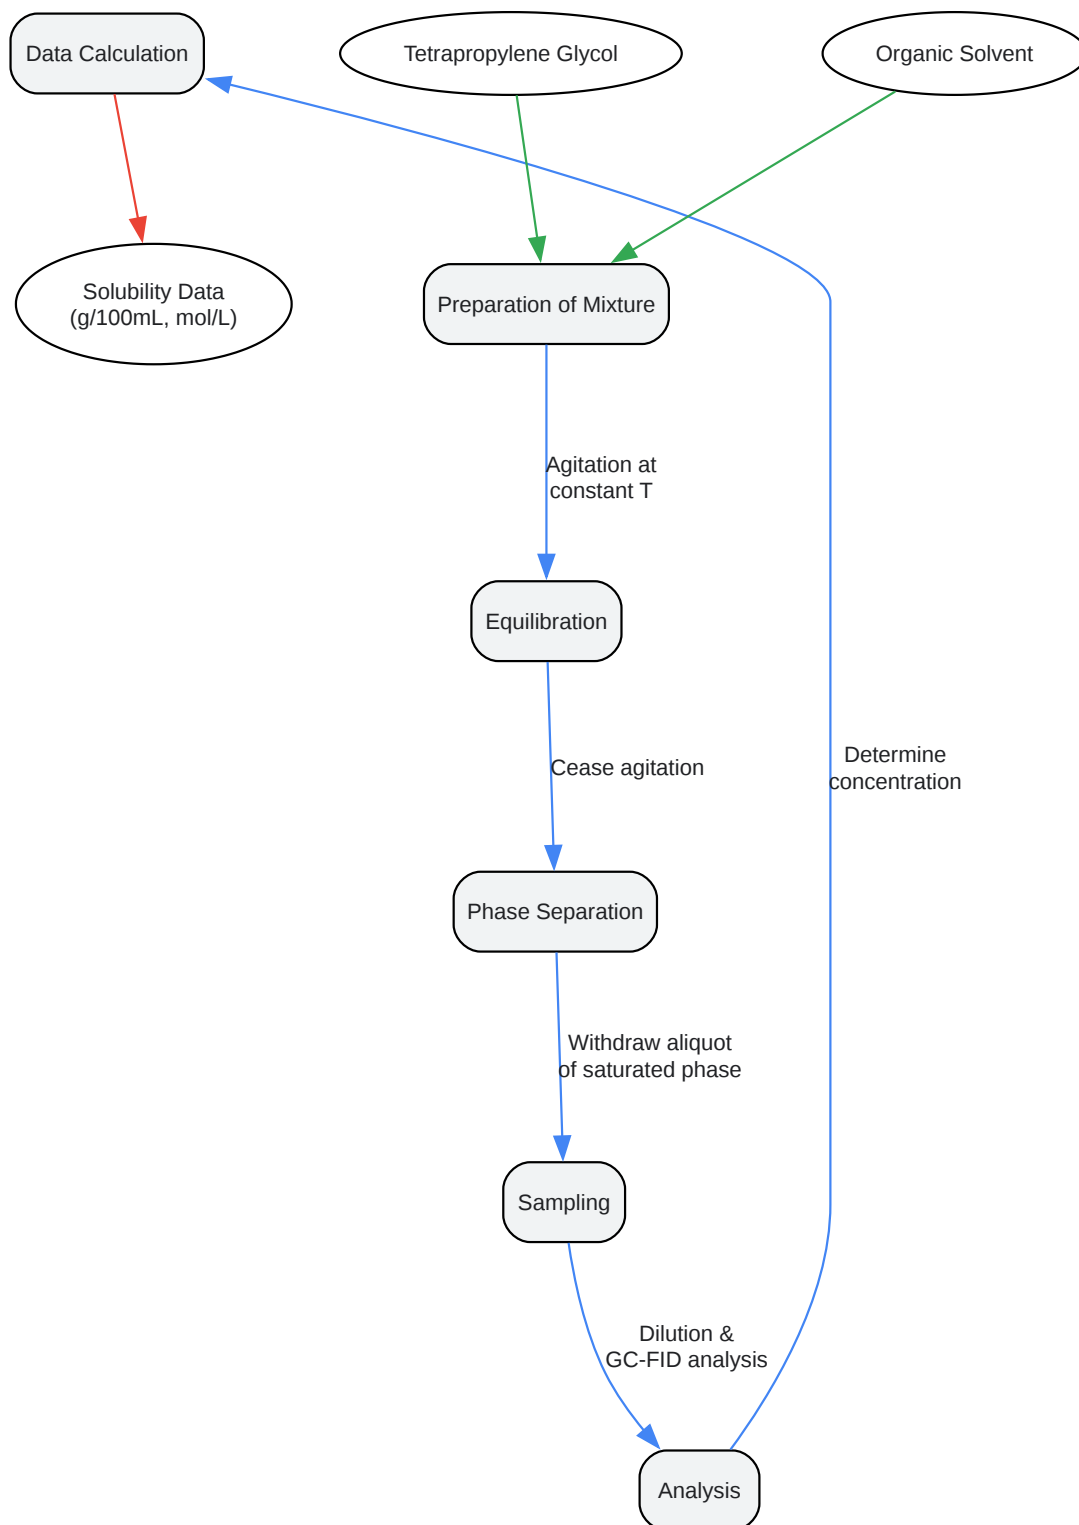 Data Calculation
Tetrapropylene Glycol
Organic Solvent
Solubility Data
(g/100mL, mol/L)
Preparation of Mixture
Agitation at
constant T
Equilibration
Cease agitation
Determine
concentration
Phase Separation
Withdraw aliquot
of saturated phase
Sampling
Dilution &
GC-FID analysis
Analysis